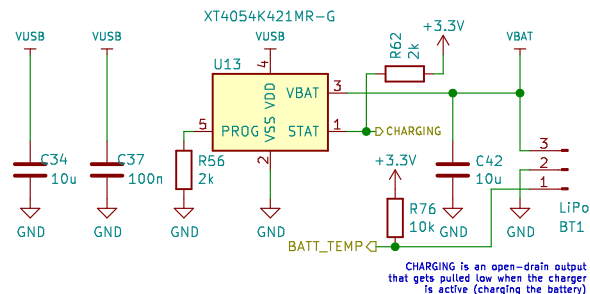 XT4054K421MR-G
VUSB
VUSB
VUSB
R62
2k
+3.3V
VBAT
U13
4
VDD
VBAT
3
5
PROG
VSS
STAT
1
CHARGING
2
C34
10u
C37
100n
R56
2k
+3.3V
C42
10u
3
2
1
R76
10k
LiPo
BT1
GND
GND
GND
GND
GND
GND
BATT_TEMP
CHARGING is an open-drain output
that gets pulled low when the charger
is active (charging the battery)